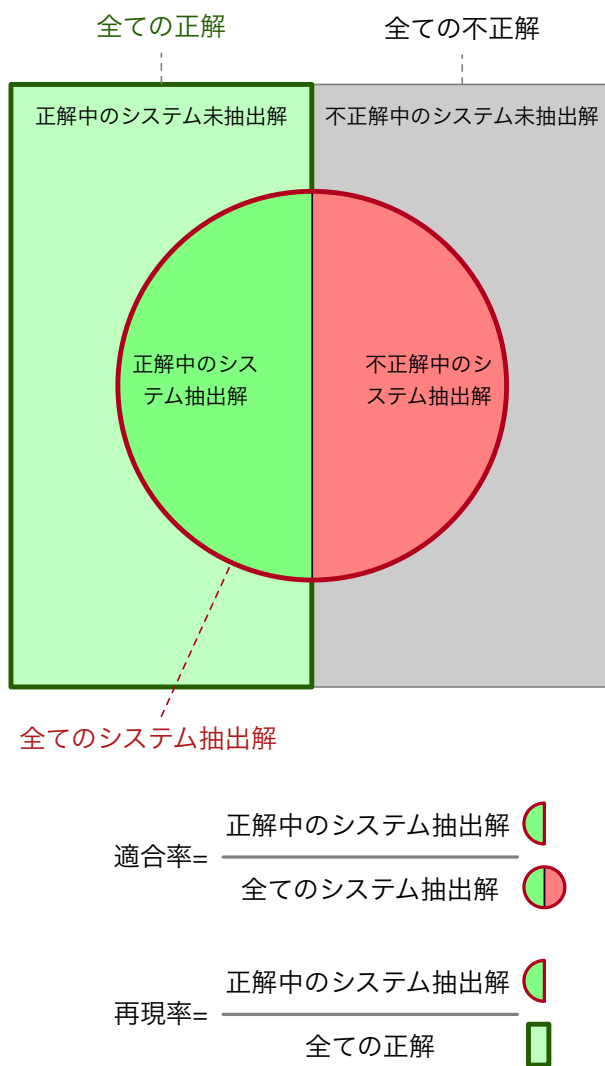 全ての正解
全ての不正解
正解中のシステム未抽出解
不正解中のシステム未抽出解
正解中のシス
テム抽出解
不正解中のシ
ステム抽出解
全てのシステム抽出解
適合率=
正解中のシステム抽出解
全てのシステム抽出解
再現率=
正解中のシステム抽出解
全ての正解